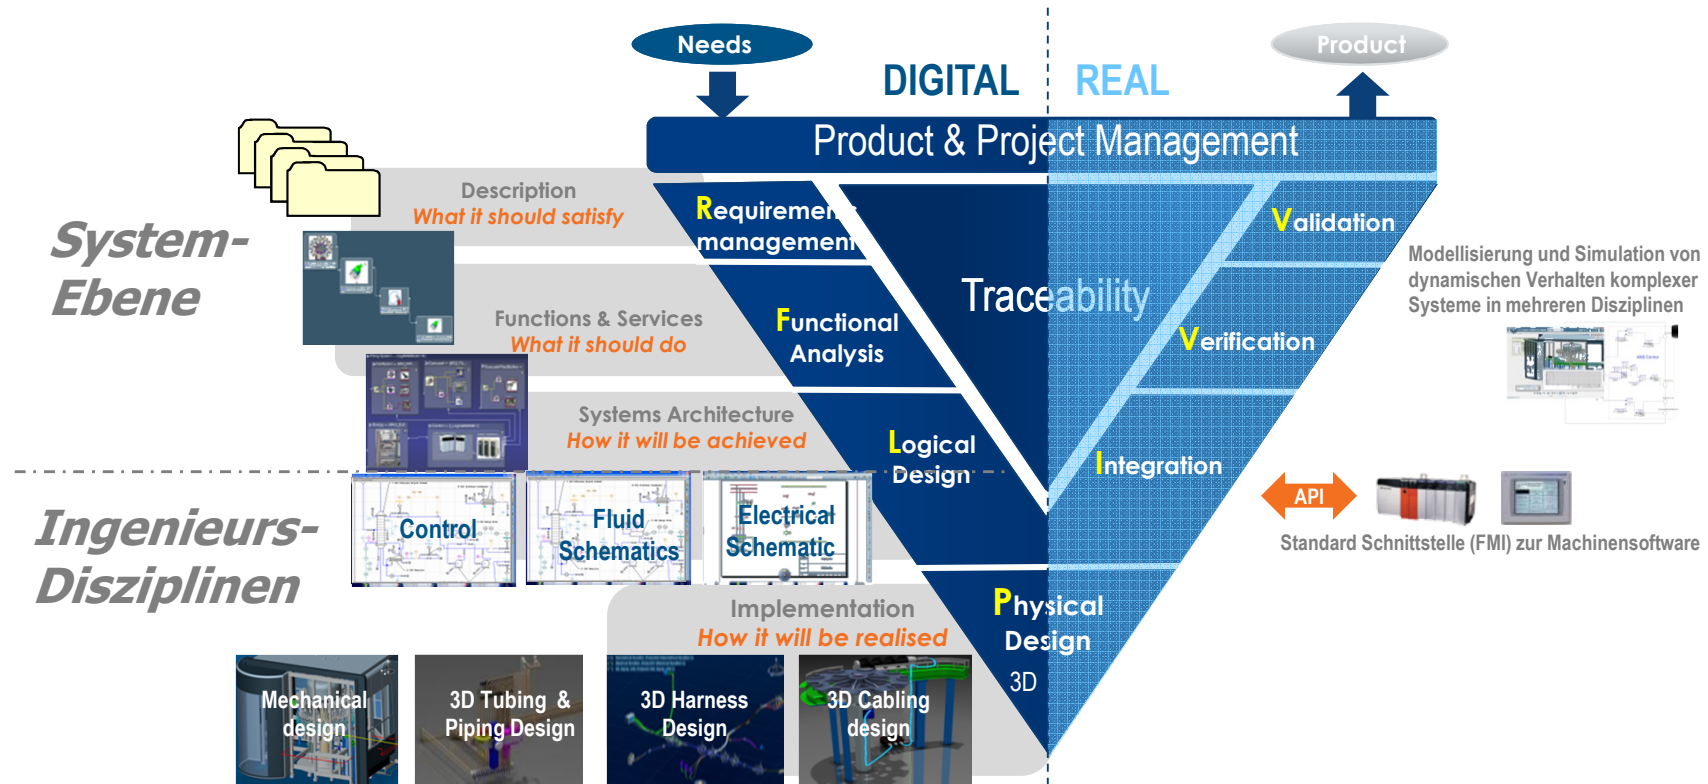 Needs
Product
DIGITAL
REAL
Product & Project Management
Description
What it should satisfy
Requirements
management
Validation
System-
Ebene
Modellisierung und Simulation von
dynamischen Verhalten komplexer
Systeme in mehreren Disziplinen
Traceability
Functions & Services
What it should do
Functional
Analysis
Verification
Systems Architecture
How it will be achieved
Logical
Design
Integration
API
Standard Schnittstelle (FMI) zur Machinensoftware
Ingenieurs-
Disziplinen
Control
Fluid
Schematics
Electrical
Schematic
Implementation
How it will be realised
Physical
Design
3D
Mechanical
design
3D Tubing &
Piping Design
3D Harness
Design
3D Cabling
design